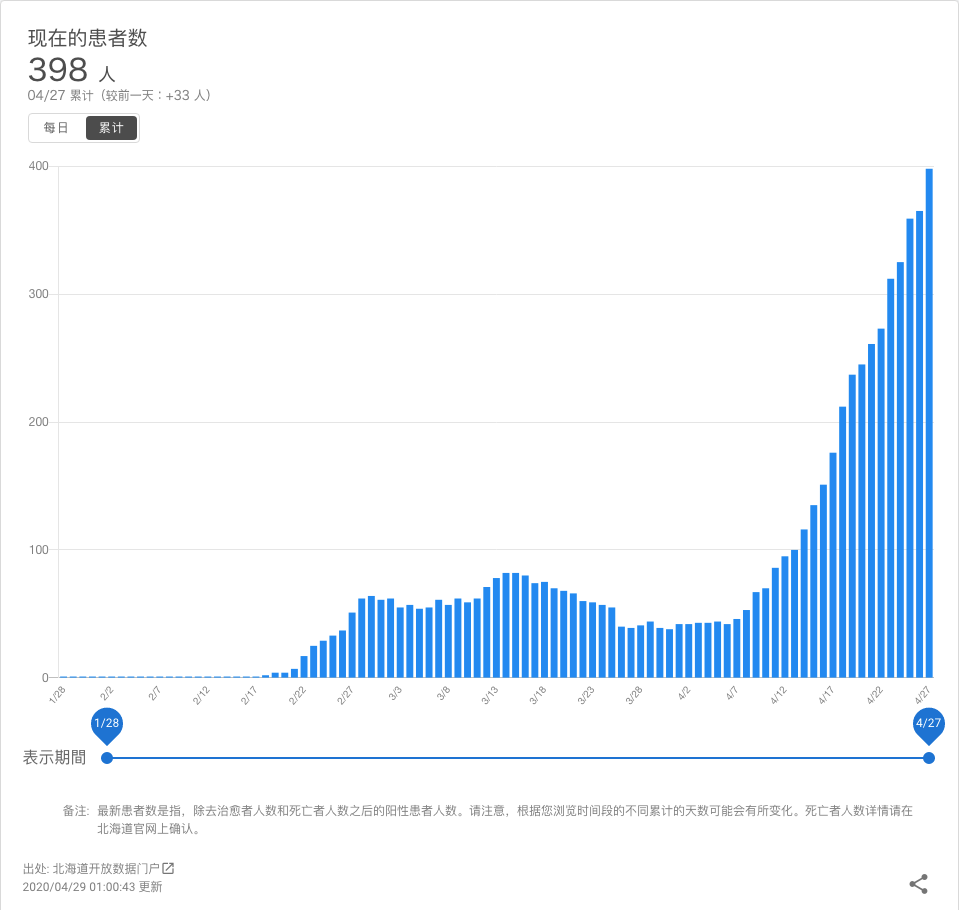 现在的患者数
398 人
04/27 累计（较前一天：+33 人）
每日 累计
400
300
200
100
0
1/28 2/2 2/7 2/12 2/17 2/22 2/27 3/3 3/8 3/13 3/18 3/23 3/28 4/2 4/7 4/12 4/17 4/22 4/27
1/28 4/27
表示期間
备注: 最新患者数是指，除去治愈者人数和死亡者人数之后的阳性患者人数。请注意，根据您浏览时间段的不同累计的天数可能会有所变化。死亡者人数详情请在
北海道官网上确认。
出处: 北海道开放数据门户
2020/04/29 01:00:43 更新